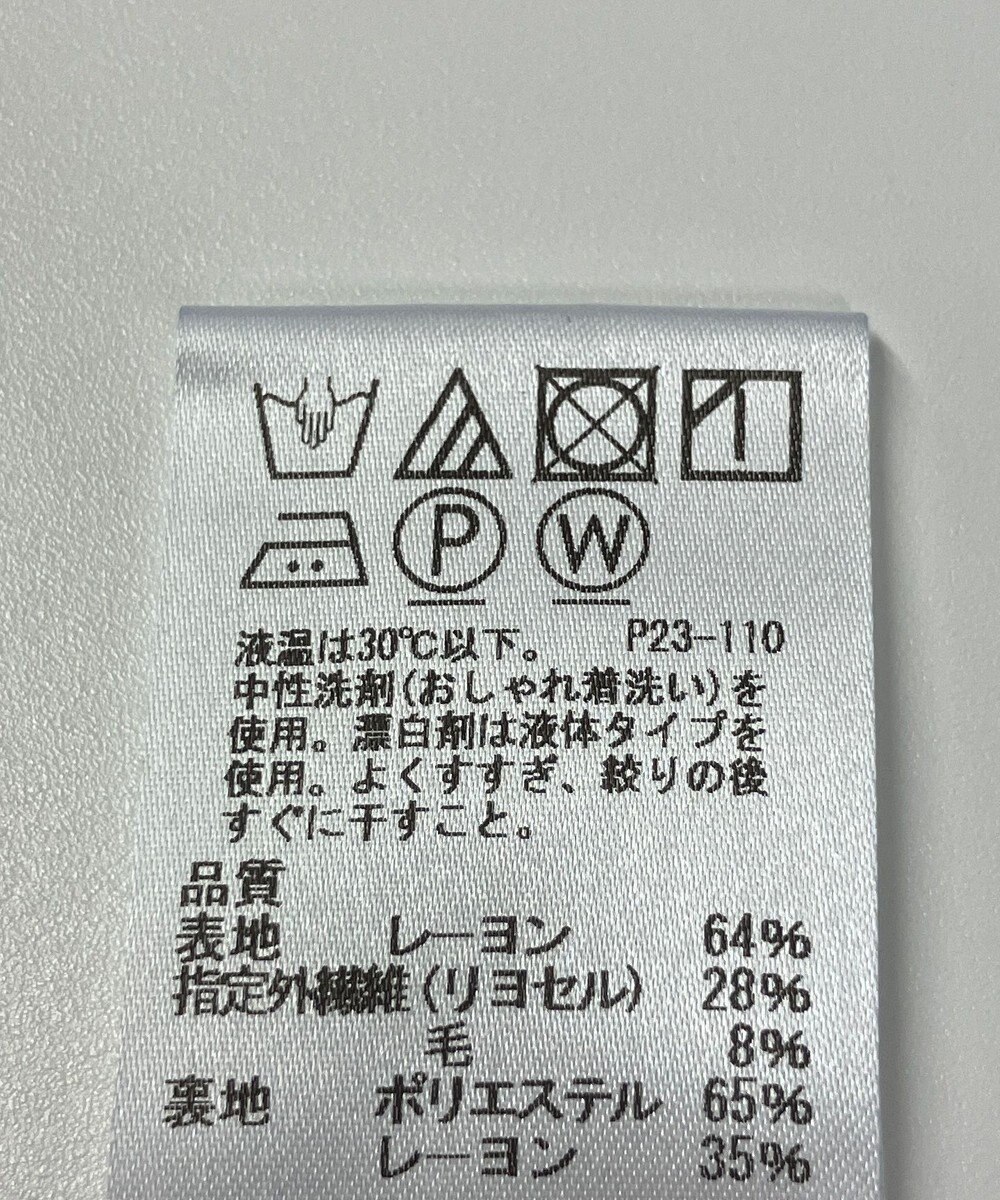 P W
液温は30℃以下。 P23-110
中性洗剤(おしゃれ着洗い)を
使用。漂白剤は液体タイプを
使用。よくすすぎ、絞りの後
すぐに干すこと。
品質
表地 レーヨン 64%
指定外繊維(リヨセル) 28%
毛 8%
裏地 ポリエステル 65%
レーヨン 35%